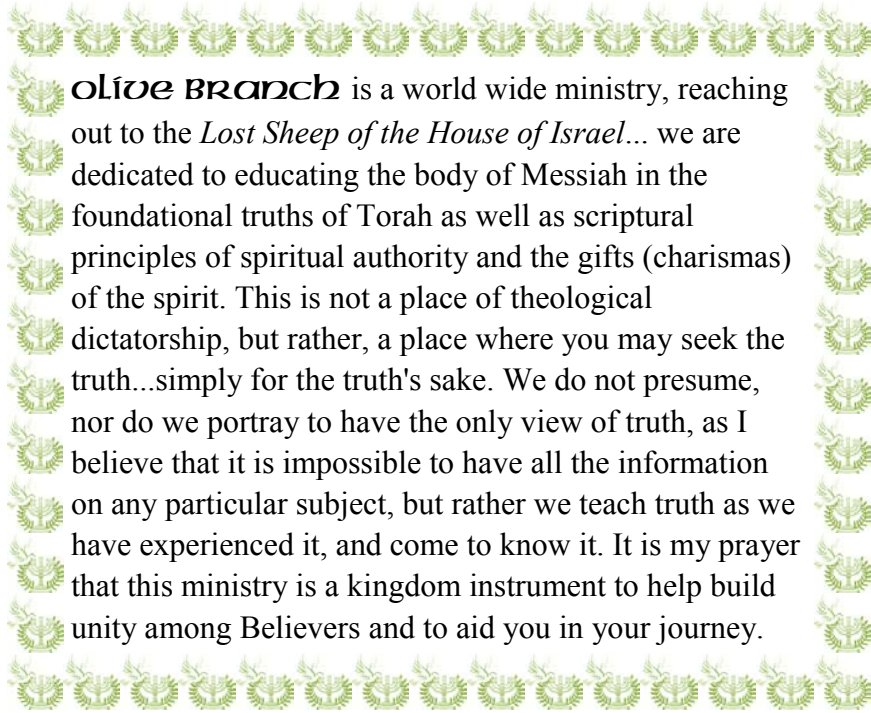 Olive Branch is a world wide ministry, reaching
out to the Lost Sheep of the House of Israel... we are
dedicated to educating the body of Messiah in the
foundational truths of Torah as well as scriptural
principles of spiritual authority and the gifts (charismas)
of the spirit. This is not a place of theological
dictatorship, but rather, a place where you may seek the
truth...simply for the truth's sake. We do not presume,
nor do we portray to have the only view of truth, as I
believe that it is impossible to have all the information
on any particular subject, but rather we teach truth as we
have experienced it, and come to know it. It is my prayer
that this ministry is a kingdom instrument to help build
unity among Believers and to aid you in your journey.